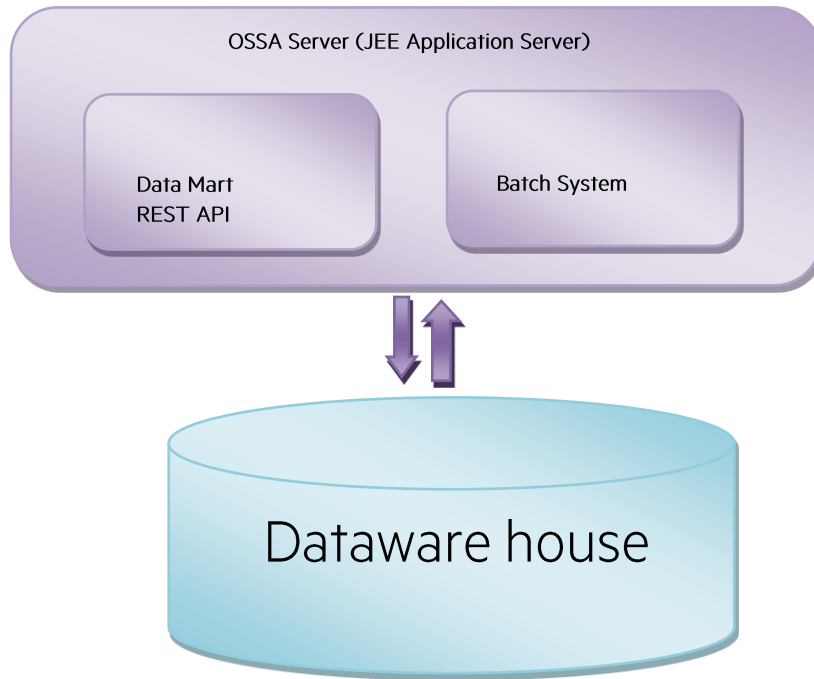 OSSA Server (JEE Application Server)
Data Mart
REST API
Batch System
Dataware house